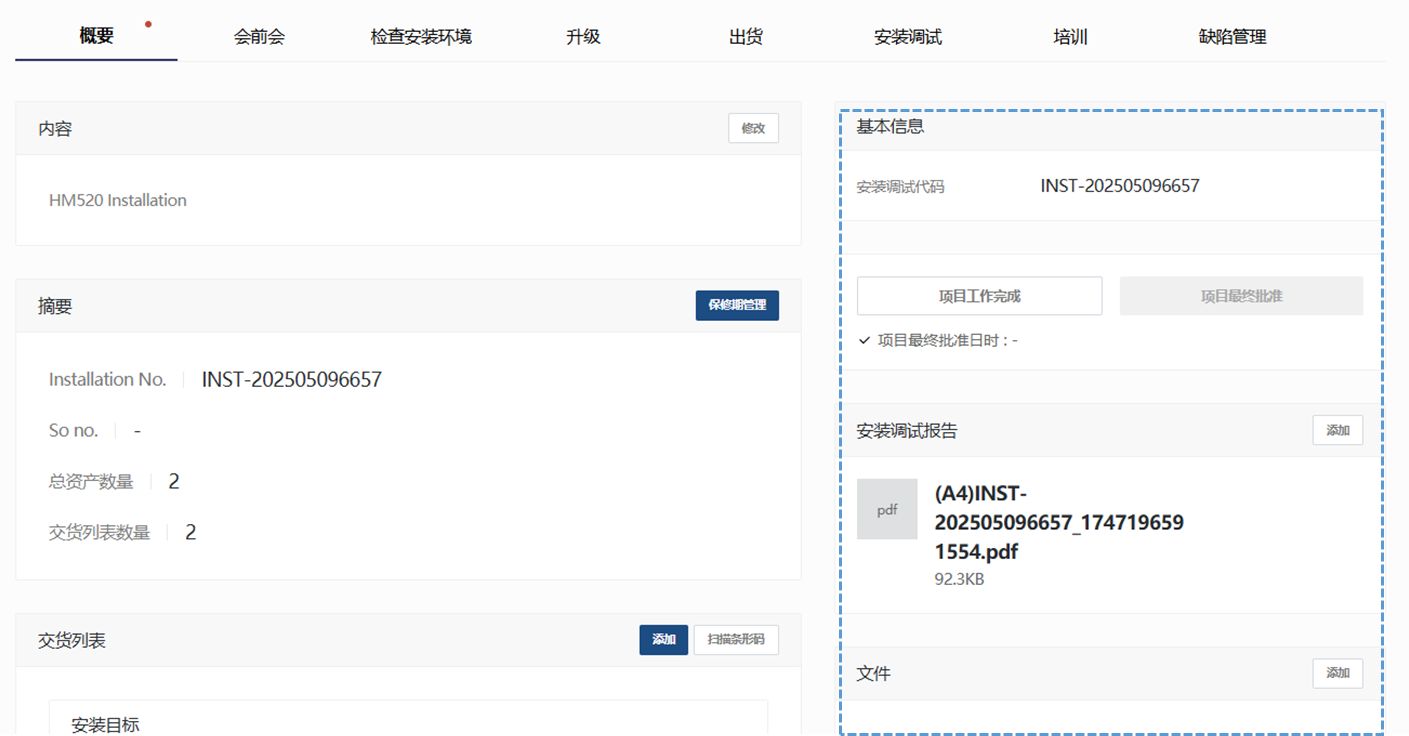 概要
会前会
检查安装环境
升级
出货
安装调试
培训
缺陷管理
内容
修改
HM520 Installation
摘要
保修期管理
Installation No.
INST-202505096657
So no.
-
总资产数量
2
交货列表数量
2
交货列表
添加
扫描条形码
安装目标
基本信息
安装调试代码
INST-202505096657
项目工作完成
项目最终批准
项目最终批准日时 : -
安装调试报告
添加
pdf
(A4)INST-
202505096657_174719659
1554.pdf
92.3KB
文件
添加